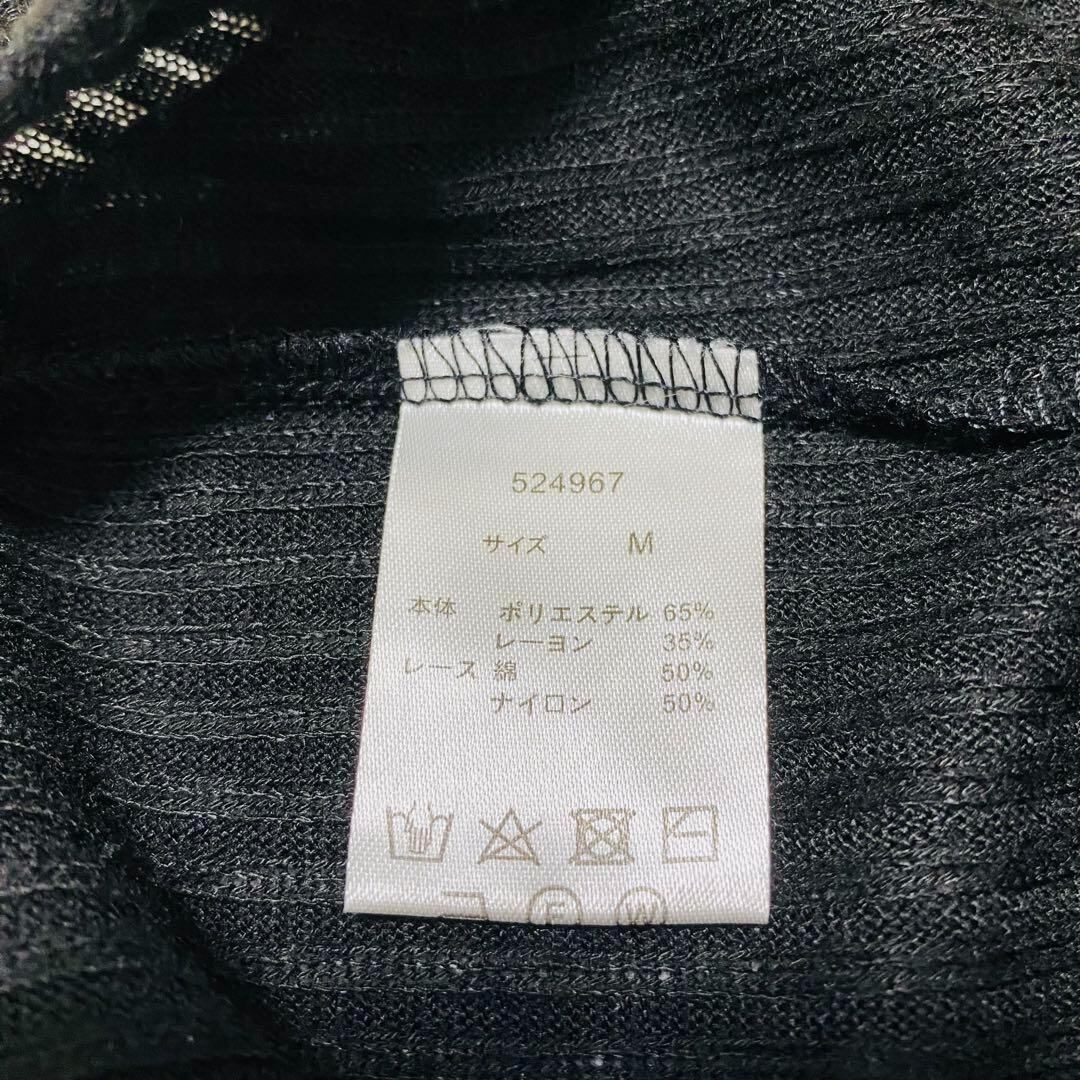 524967
サイズ M
本体 ポリエステル 65%
レーヨン 35%
レース 綿 50%
ナイロン 50%
F W